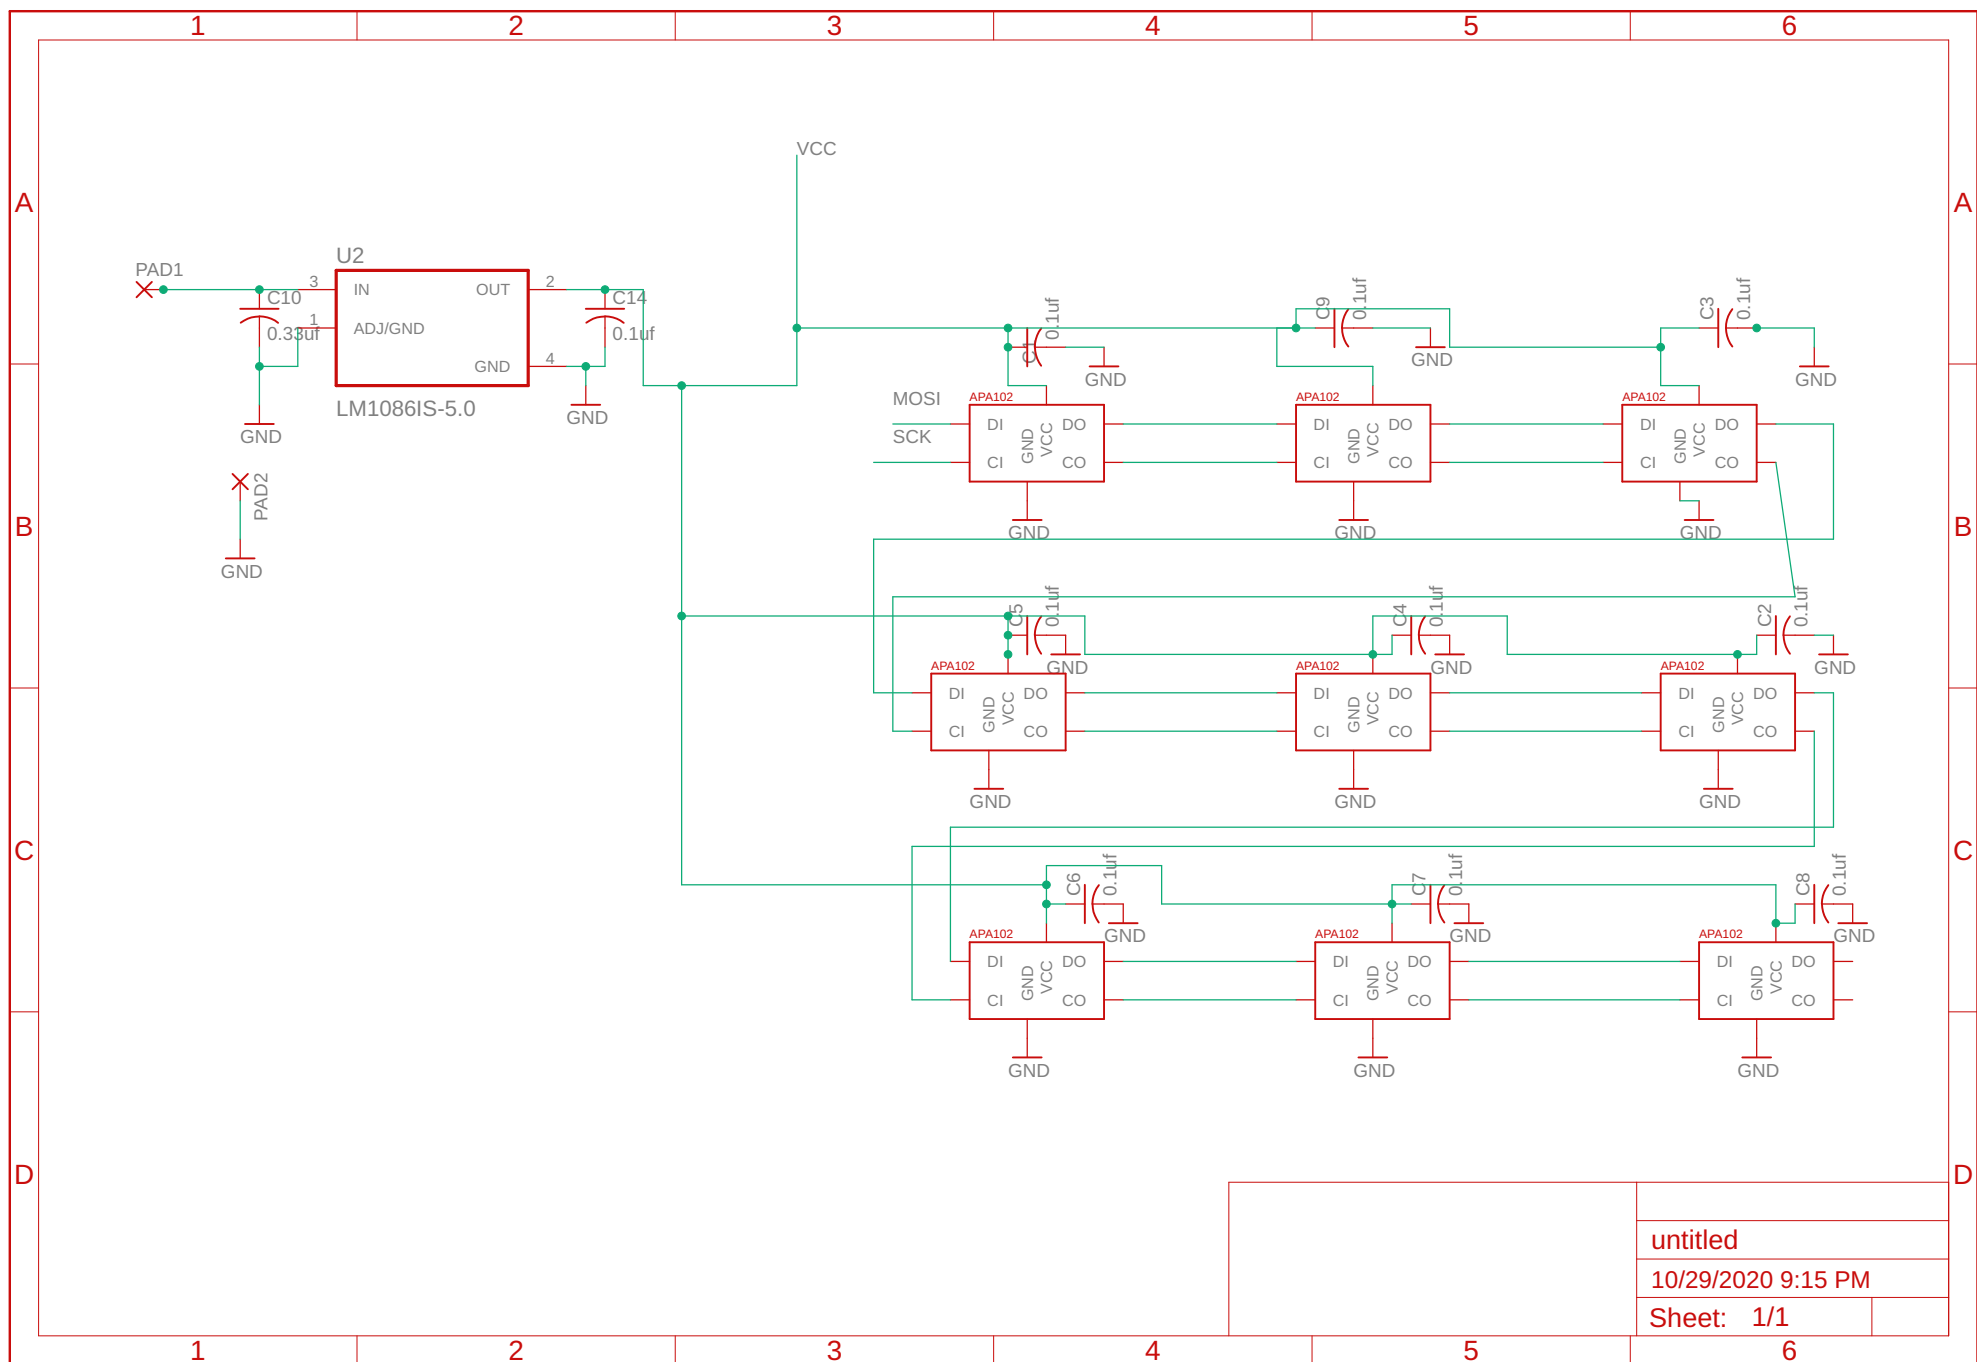 1 2 3 4 5 6
A A
VCC
U2
PAD1
3 IN OUT 2
C10
0.33uf
1 ADJ/GND
C14
0.1uf
GND 4
LM1086IS-5.0
GND
GND
PAD2
GND
C1 0.1uf
GND
C9 0.1uf
GND
C3 0.1uf
GND
MOSI
SCK
APA102 APA102 APA102
DI GND VCC DO DI GND VCC DO DI GND VCC DO
CI CO CI CO CI CO
GND GND GND
B B
C5 0.1uf
GND
C4 0.1uf
GND
C2 0.1uf
GND
APA102 APA102 APA102
DI GND VCC DO DI GND VCC DO DI GND VCC DO
CI CO CI CO CI CO
GND GND GND
C C
C6 0.1uf
GND
C7 0.1uf
GND
C8 0.1uf
GND
APA102 APA102 APA102
DI GND VCC DO DI GND VCC DO DI GND VCC DO
CI CO CI CO CI CO
GND GND GND
D D
untitled
10/29/2020 9:15 PM
Sheet: 1/1
1 2 3 4 5 6